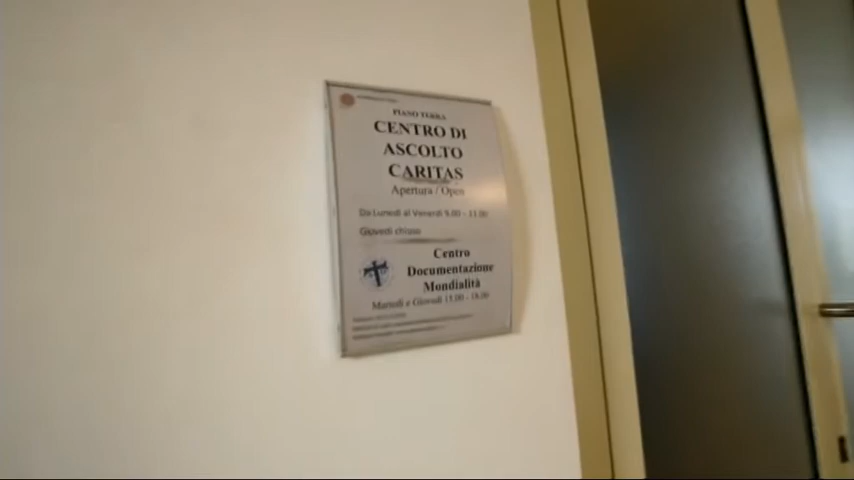 PIANO TERRA
CENTRO DI
ASCOLTO
CARITAS
Apertura / Open
Da Lunedì al Venerdì 9.00 - 11.00
Giovedì chiuso
Centro
Documentazione
Mondialità
Martedì e Giovedì 15.00 - 18.00